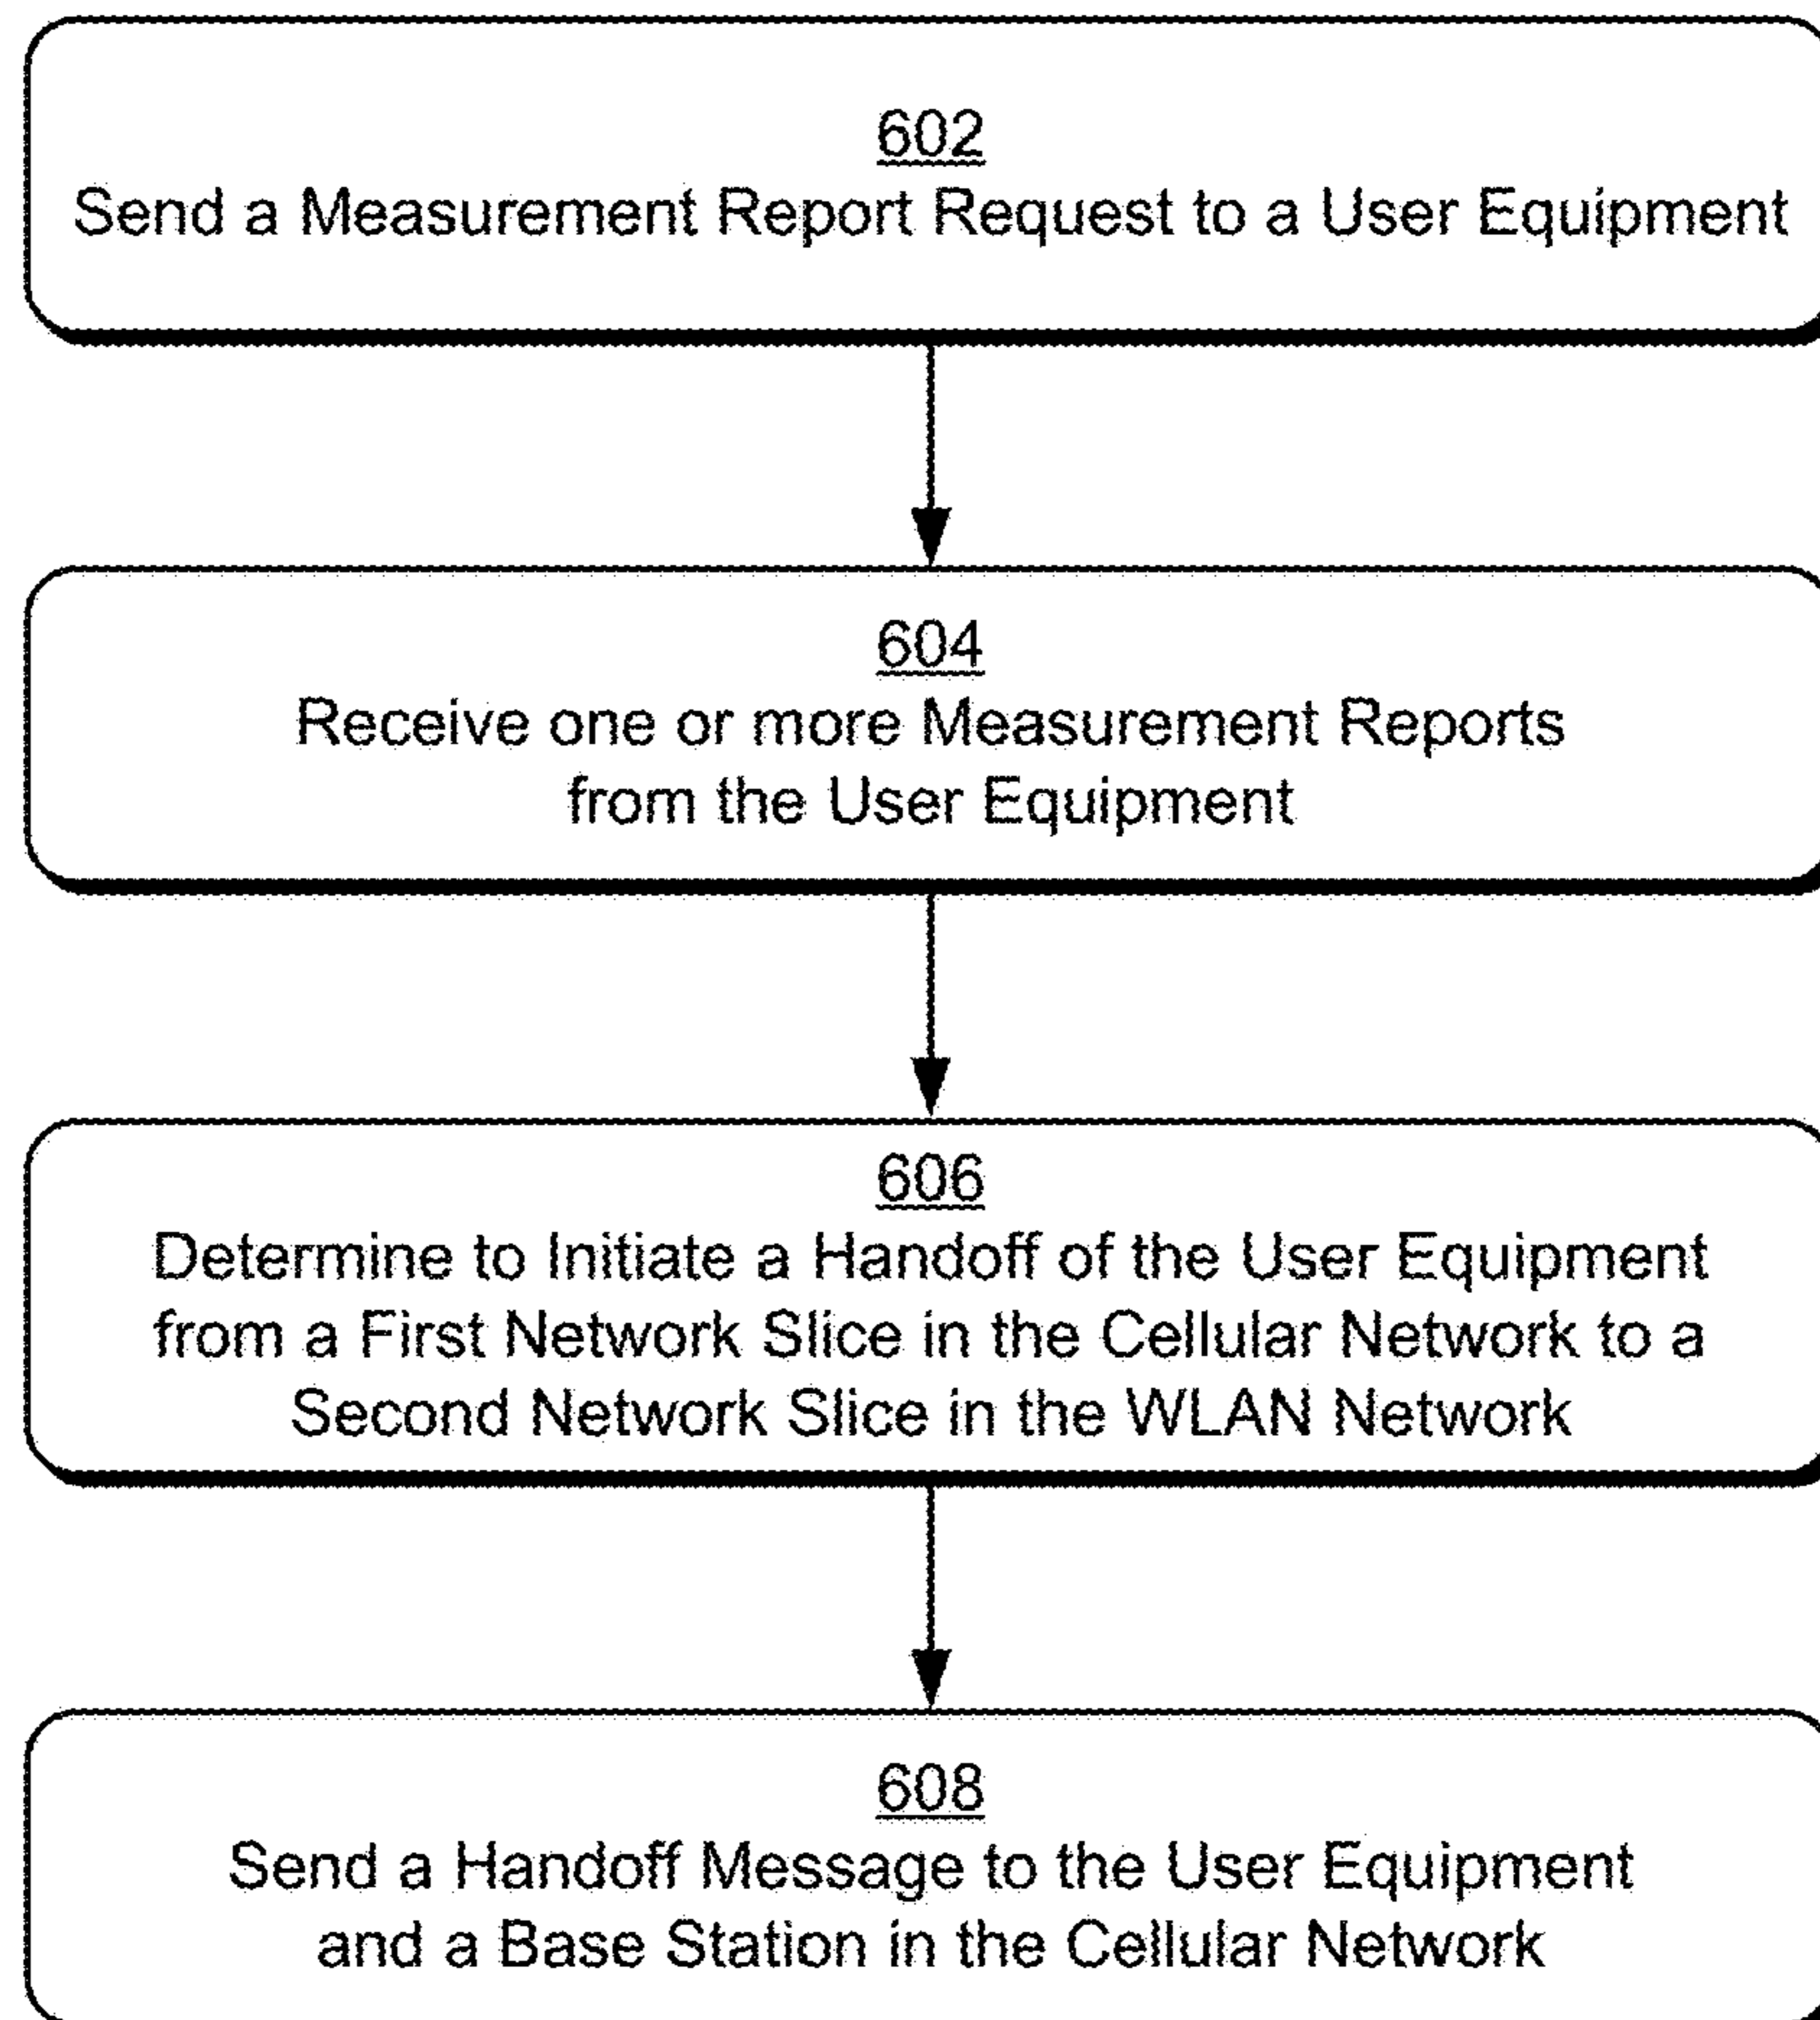 602
Send a Measurement Report Request to a User Equipment
604
Receive one or more Measurement Reports
from the User Equipment
606
Determine to Initiate a Handoff of the User Equipment
from a First Network Slice in the Cellular Network to a
Second Network Slice in the WLAN Network
608
Send a Handoff Message to the User Equipment
and a Base Station in the Cellular Network